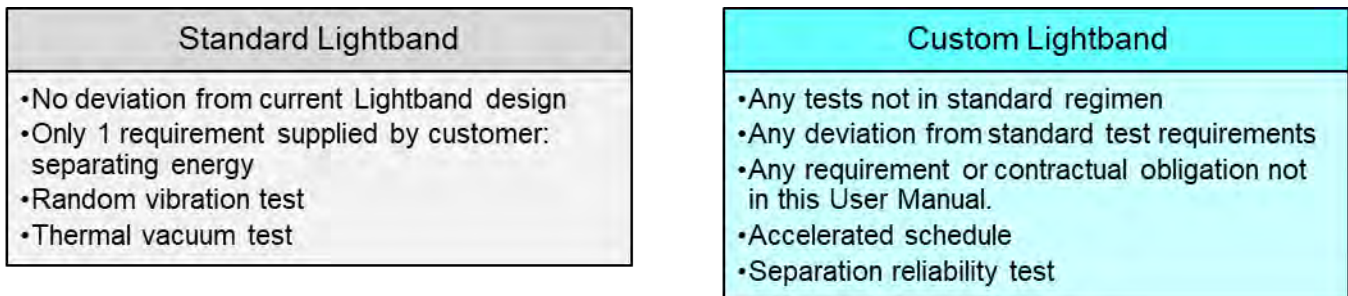 Standard Lightband
•No deviation from current Lightband design
•Only 1 requirement supplied by customer:
separating energy
•Random vibration test
•Thermal vacuum test
Custom Lightband
•Any tests not in standard regimen
•Any deviation from standard test requirements
•Any requirement or contractual obligation not
in this User Manual.
•Accelerated schedule
•Separation reliability test